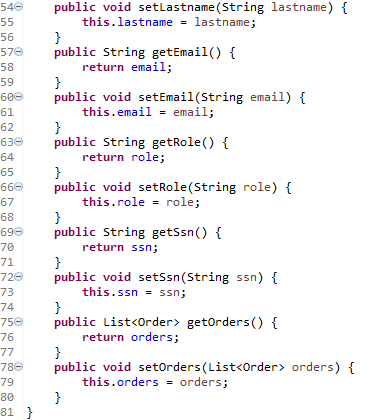 54 public void setLastname(String lastname) {
55 this.lastname = lastname;
56 }
57 public String getEmail() {
58 return email;
59 }
60 public void setEmail(String email) {
61 this.email = email;
62 }
63 public String getRole() {
64 return role;
65 }
66 public void setRole(String role) {
67 this.role = role;
68 }
69 public String getSsn() {
70 return ssn;
71 }
72 public void setSsn(String ssn) {
73 this.ssn = ssn;
74 }
75 public List<Order> getOrders() {
76 return orders;
77 }
78 public void setOrders(List<Order> orders) {
79 this.orders = orders;
80 }
81 }